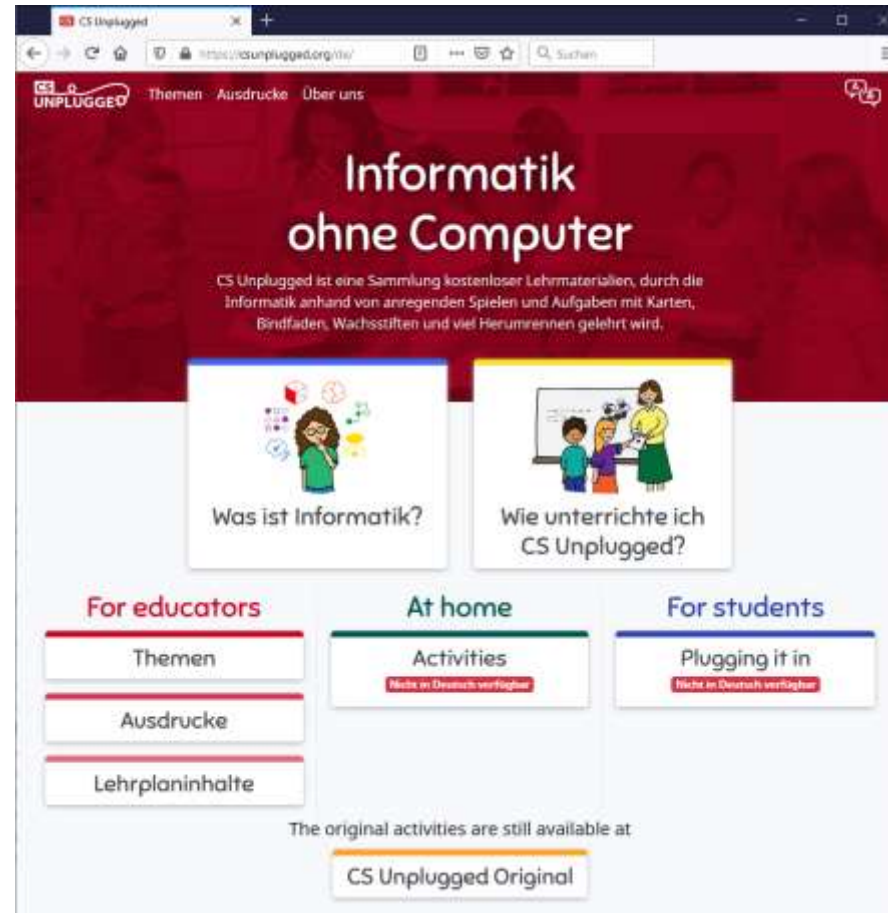 CS Unplugged
https://csunplugged.org/de/
Suchen
CS
UNPLUGGED
Themen Ausdrucke Über uns
Informatik
ohne Computer
CS Unplugged ist eine Sammlung kostenloser Lehrmaterialien, durch die
Informatik anhand von anregenden Spielen und Aufgaben mit Karten,
Bindfaden, Wachsstiften und viel Herumrennen gelehrt wird.
Was ist Informatik?
Wie unterrichte ich
CS Unplugged?
For educators
Themen
Ausdrucke
Lehrplaninhalte
At home
Activities
Nicht in Deutsch verfügbar
For students
Plugging it in
Nicht in Deutsch verfügbar
The original activities are still available at
CS Unplugged Original